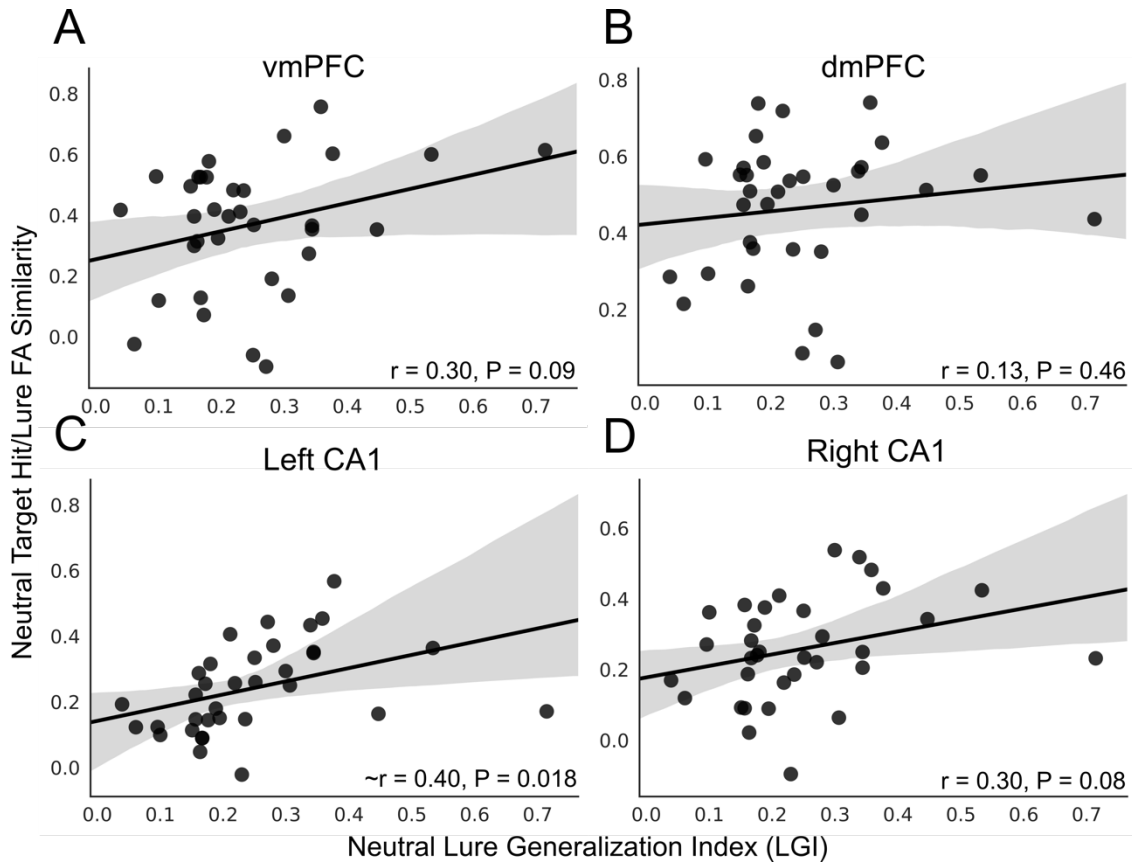 A
vmPFC
B
dmPFC
0.8
0.6
0.4
0.2
0.0
r = 0.30, P = 0.09
0.0 0.1 0.2 0.3 0.4 0.5 0.6 0.7
0.8
0.6
0.4
0.2
r = 0.13, P = 0.46
0.0 0.1 0.2 0.3 0.4 0.5 0.6 0.7
Neutral Target Hit/Lure FA Similarity
C
Left CA1
D
Right CA1
0.8
0.6
0.4
0.2
0.0
~r = 0.40, P = 0.018
0.0 0.1 0.2 0.3 0.4 0.5 0.6 0.7
0.6
0.4
0.2
0.0
r = 0.30, P = 0.08
0.0 0.1 0.2 0.3 0.4 0.5 0.6 0.7
Neutral Lure Generalization Index (LGI)